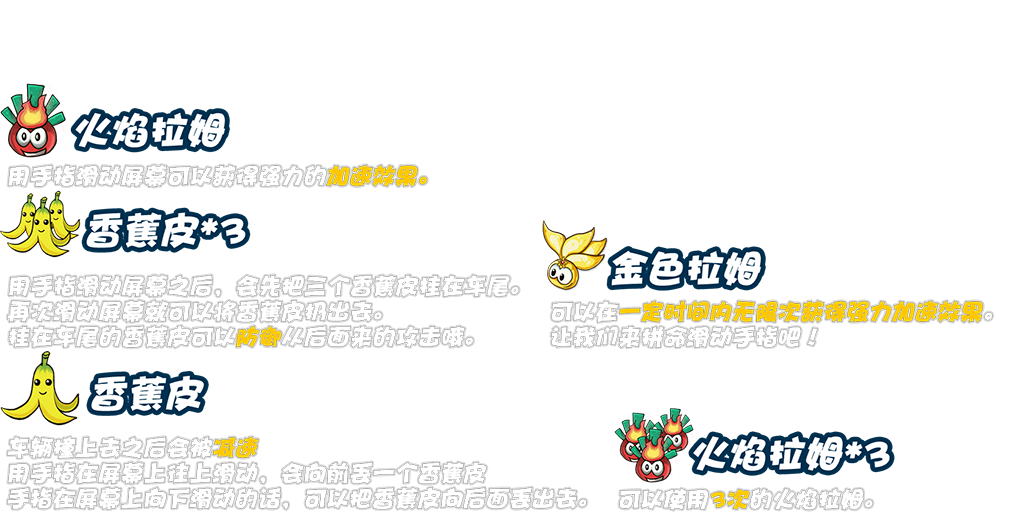 火焰拉姆
用手指滑动屏幕可以获得强力的加速效果。
香蕉皮*3
用手指滑动屏幕之后，会先把三个香蕉皮挂在车尾。
再次滑动屏幕就可以将香蕉皮扔出去。
挂在车尾的香蕉皮可以防御从后面来的攻击哦。
香蕉皮
车辆撞上去之后会被减速
用手指在屏幕上往上滑动，会向前丢一个香蕉皮
手指在屏幕上向下滑动的话，可以把香蕉皮向后面丢出去。
金色拉姆
可以在一定时间内无限次获得强力加速效果。
让我们来拼命滑动手指吧！
火焰拉姆*3
可以使用3次的火焰拉姆。